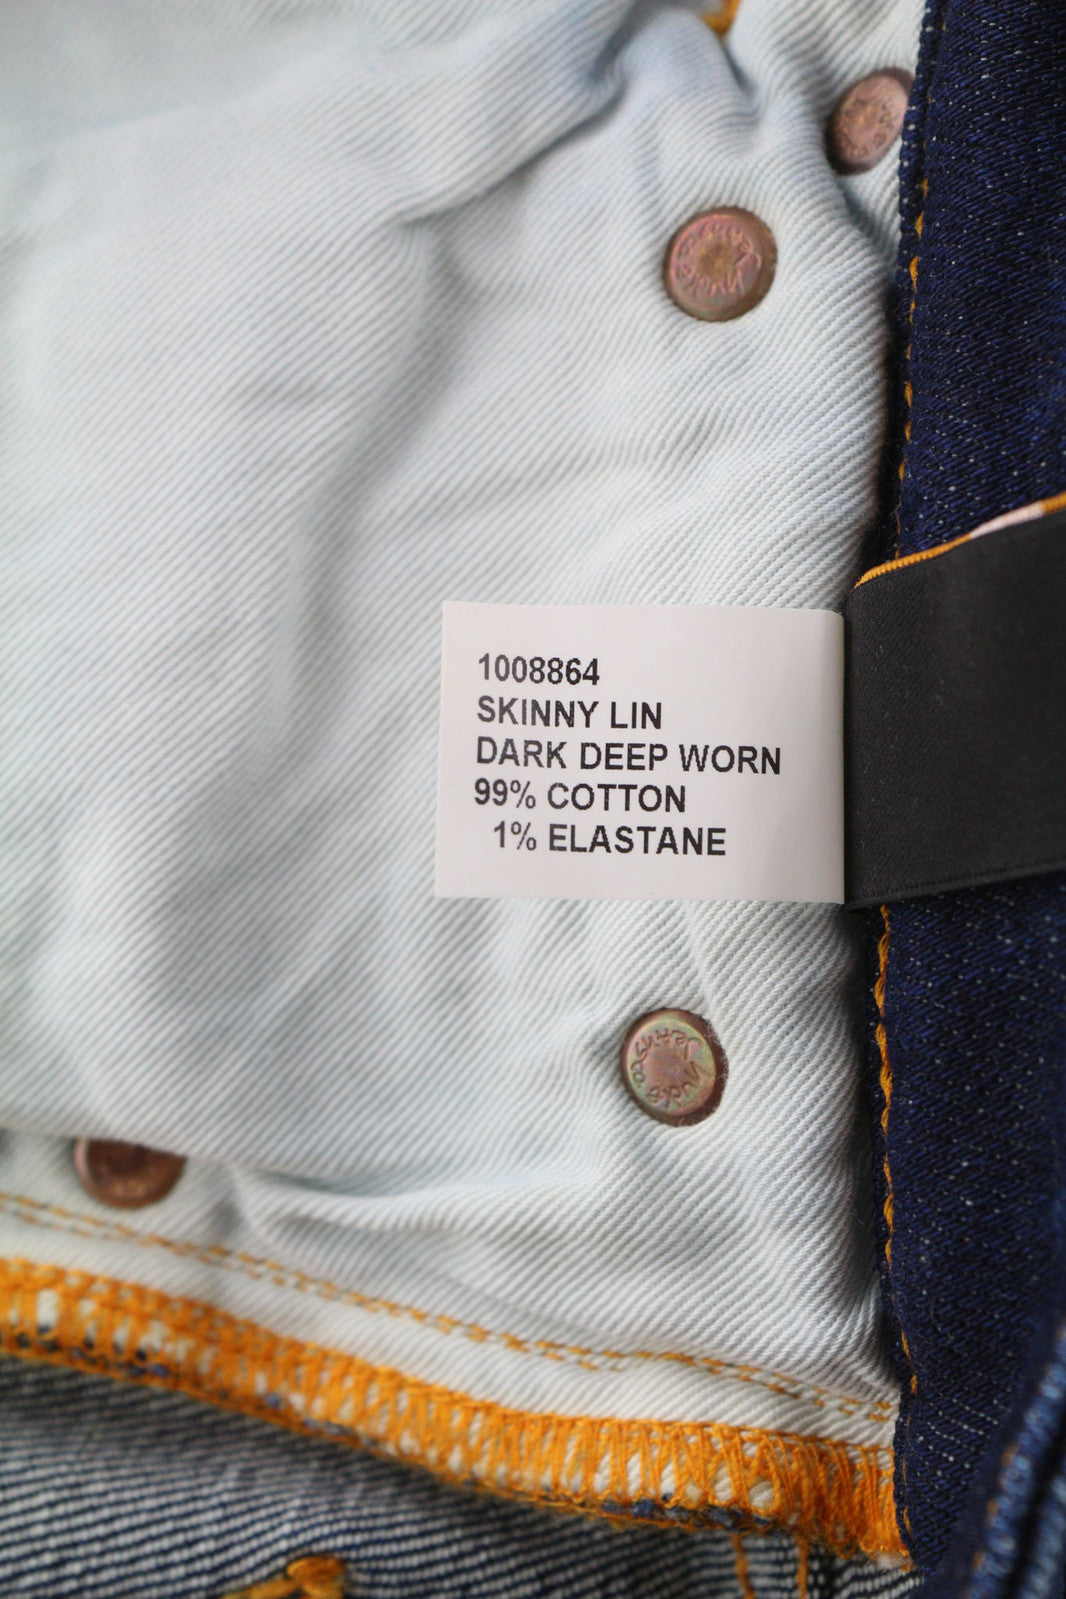 1008864
SKINNY LIN
DARK DEEP WORN
99% COTTON
1% ELASTANE